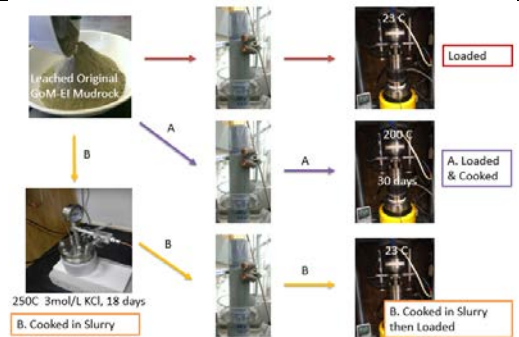 Leached Original
GoM-EI Mudrock
23 C
Loaded
A
B
200 C
A
30 days
A. Loaded
& Cooked
B
23 C
B
250C 3mol/L KCl, 18 days
B. Cooked in Slurry
B. Cooked in Slurry
then Loaded